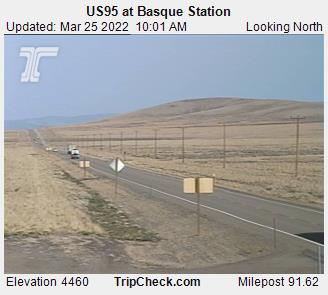 US95 at Basque Station
Updated: Mar 25 2022 10:01 AM Looking North
Elevation 4460 TripCheck.com Milepost 91.62